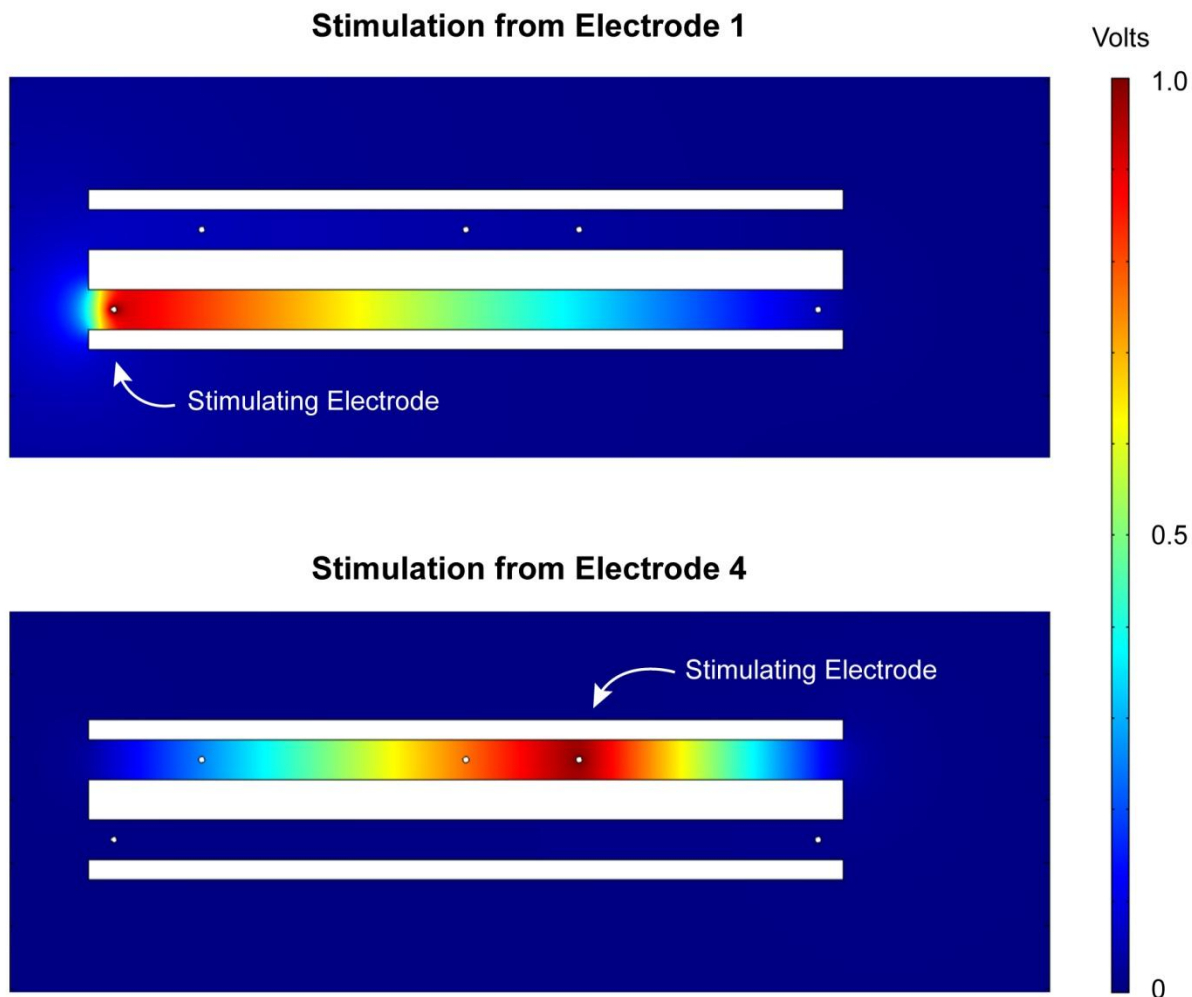 Stimulation from Electrode 1
Volts
1.0
Stimulating Electrode
0.5
Stimulation from Electrode 4
Stimulating Electrode
0